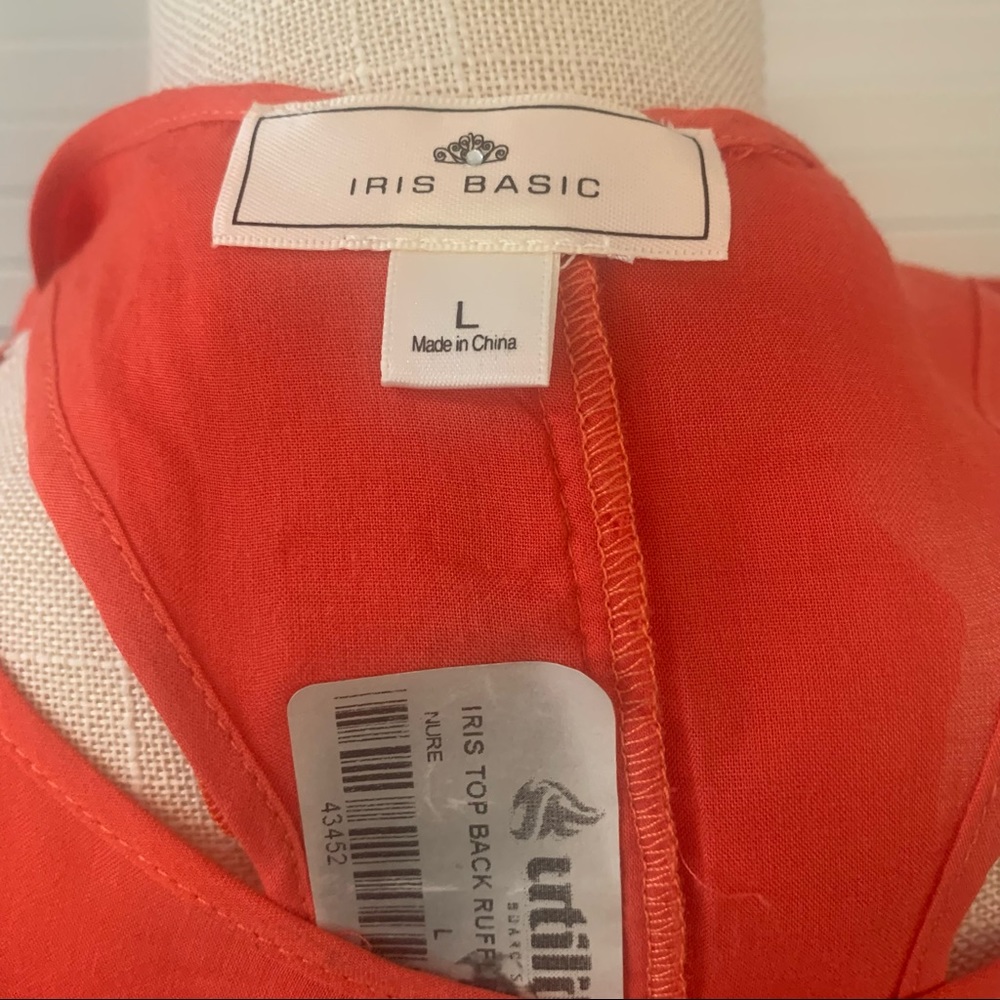 IRIS BASIC
L
Made in China
IRIS TOP BACK RUFF
NURE
43452
L